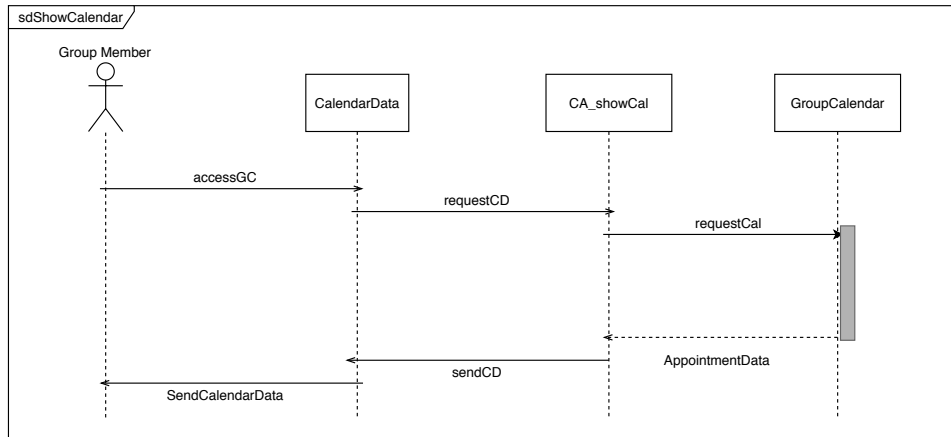 sdShowCalendar
Group Member
CalendarData
CA_showCal
GroupCalendar
accessGC
requestCD
requestCal
AppointmentData
sendCD
SendCalendarData